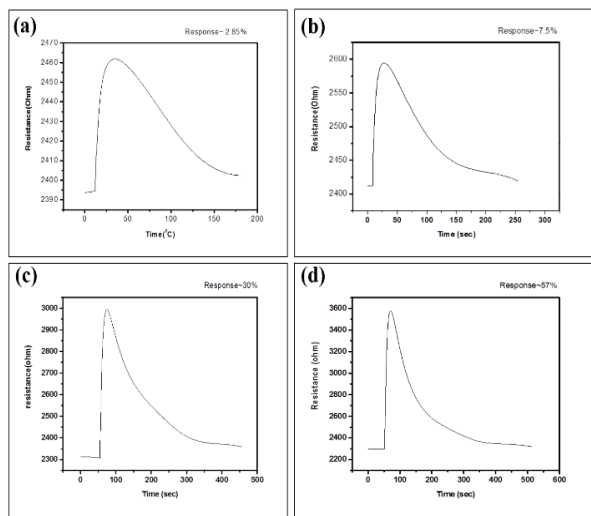 (a)
Response~ 2.85%
2470
2460
2450
2440
2430
2420
2410
2400
2390
Resistance(Ohm)
0 50 100 150 200
Time(°C)
(b)
Response~7.5%
2600
2550
2500
2450
2400
Resistance(Ohm)
0 50 100 150 200 250 300
Time (sec)
(c)
Response~30%
3000
2900
2800
2700
2600
2500
2400
2300
resistance(ohm)
0 100 200 300 400 500
Time (sec)
(d)
Response~57%
3600
3400
3200
3000
2800
2600
2400
2200
Resistance (ohm)
0 100 200 300 400 500 600
Time (sec)